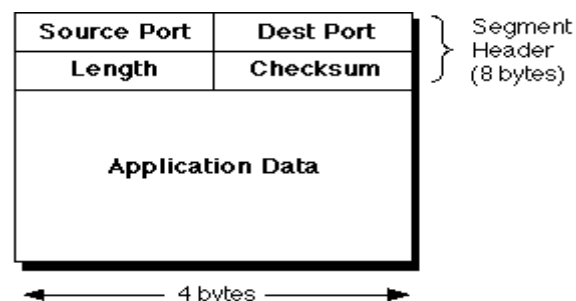 Source Port Dest Port
Length Checksum
Segment
Header
(8 bytes)
Application Data
4 bytes